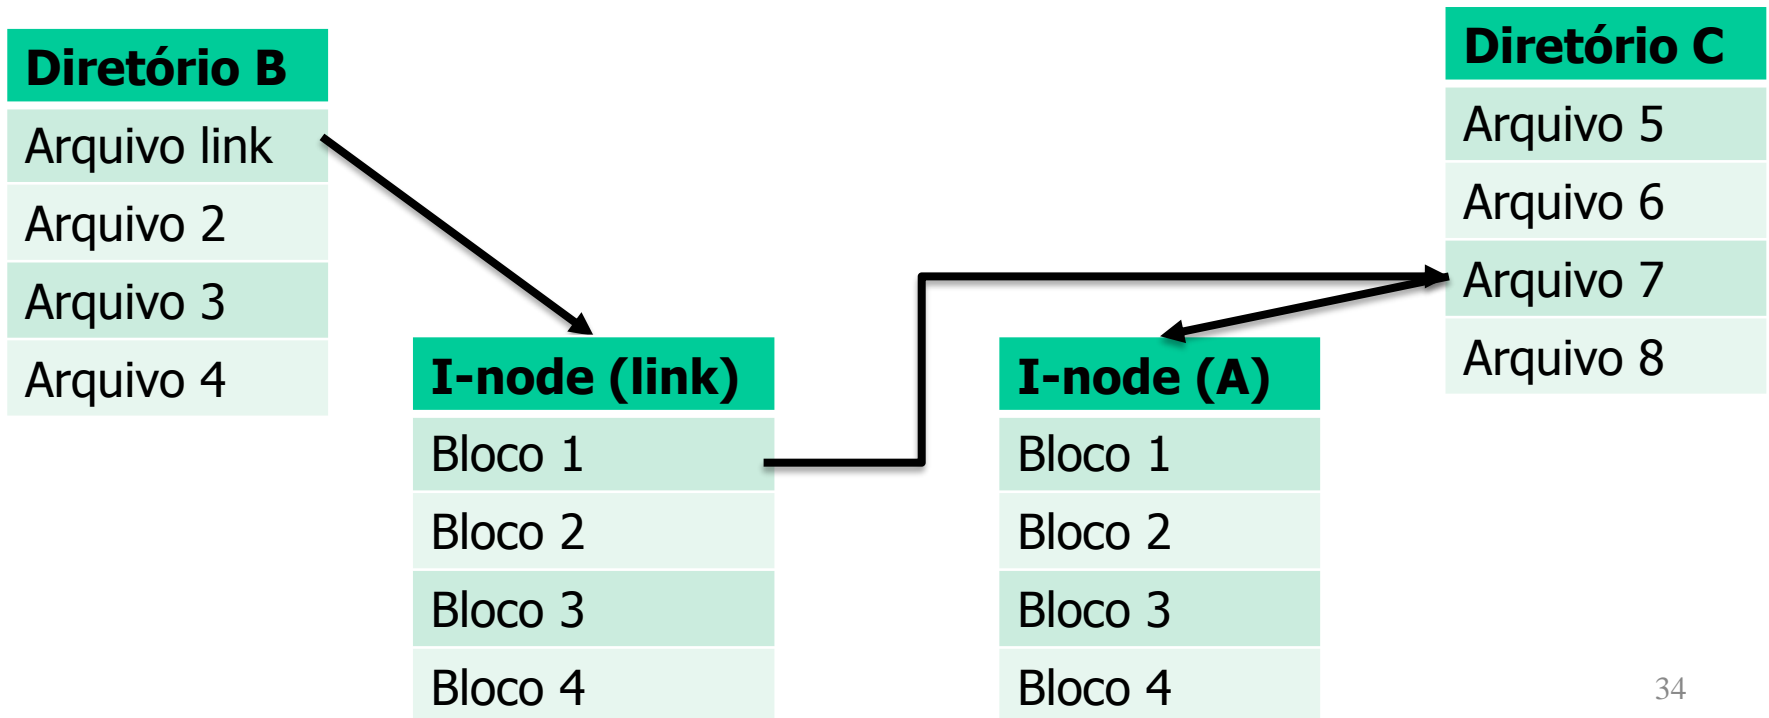 Diretório B
Arquivo link
Arquivo 2
Arquivo 3
Arquivo 4
I-node (link)
Bloco 1
Bloco 2
Bloco 3
Bloco 4
I-node (A)
Bloco 1
Bloco 2
Bloco 3
Bloco 4
Diretório C
Arquivo 5
Arquivo 6
Arquivo 7
Arquivo 8
34